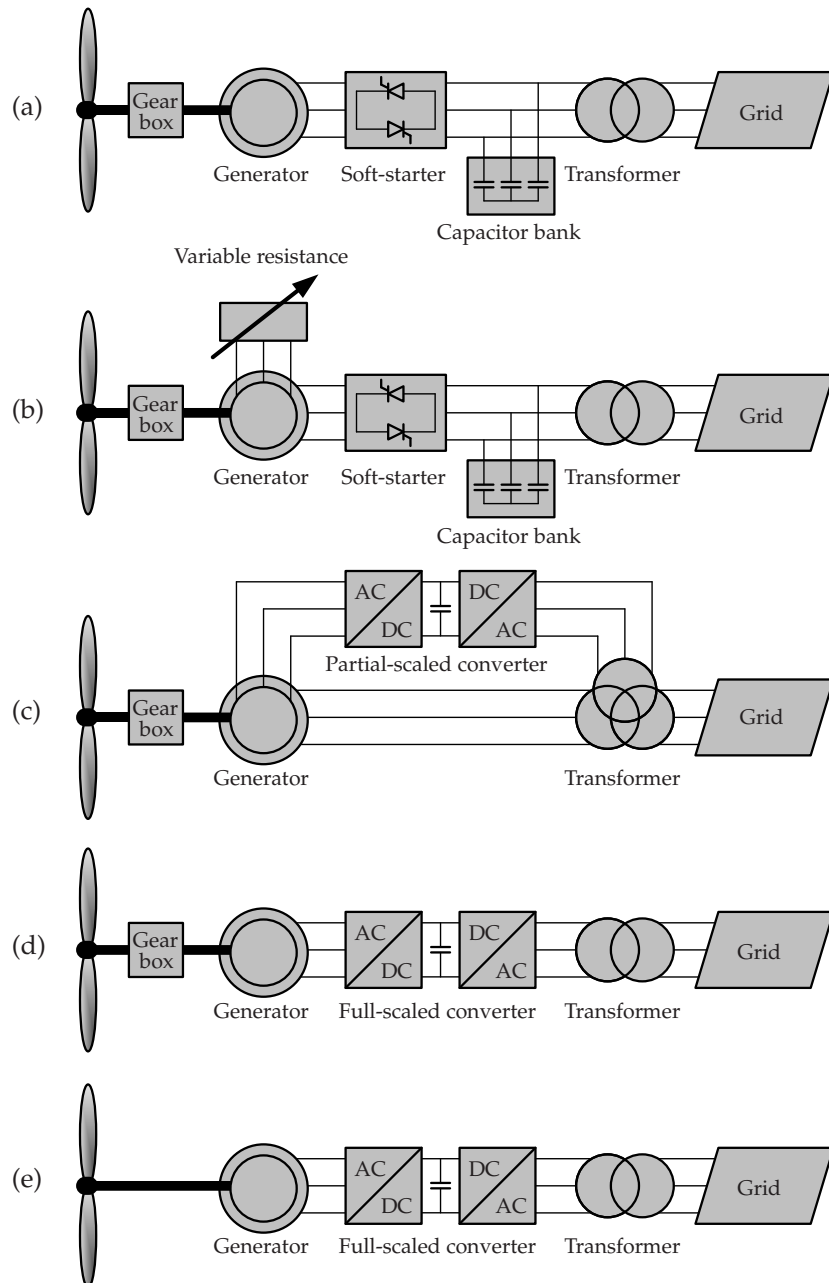 (a)
Gear
box
Generator
Soft-starter
Capacitor bank
Transformer
Grid
Variable resistance
(b)
Gear
box
Generator
Soft-starter
Capacitor bank
Transformer
Grid
AC
DC
DC
AC
Partial-scaled converter
(c)
Gear
box
Generator
Transformer
Grid
(d)
Gear
box
Generator
AC
DC
DC
AC
Full-scaled converter
Transformer
Grid
(e)
Generator
AC
DC
DC
AC
Full-scaled converter
Transformer
Grid